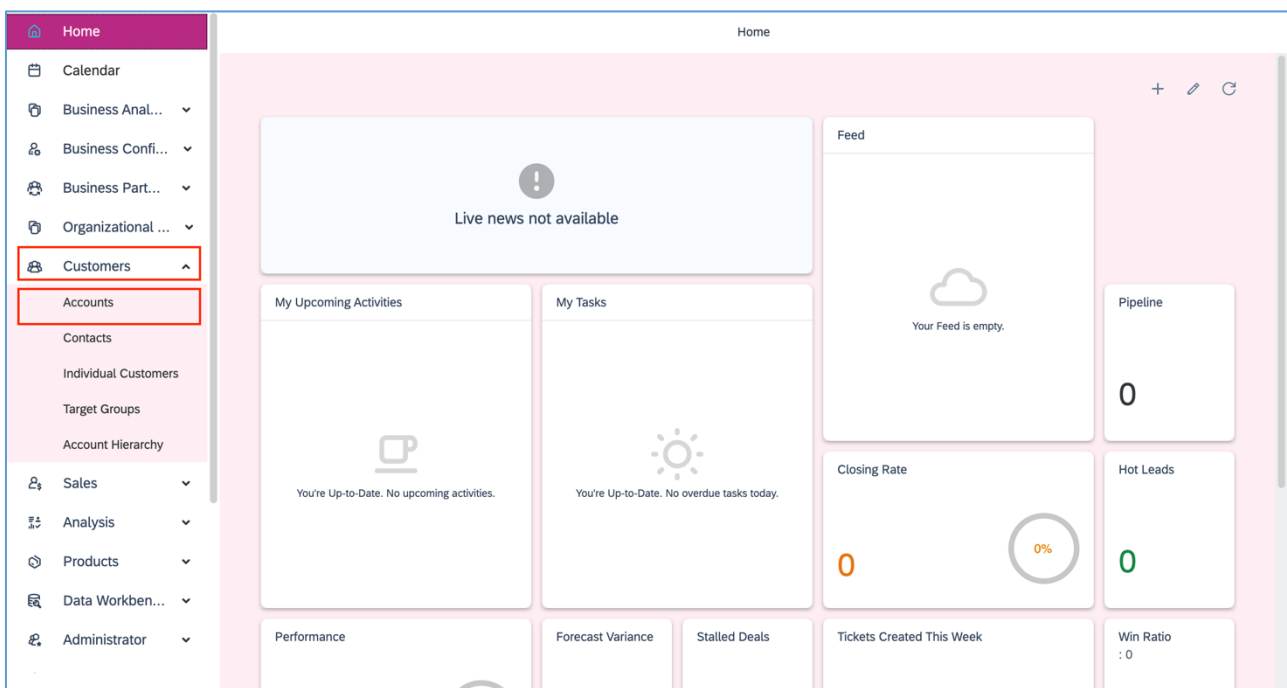 Home
Calendar
Business Anal...
Business Confi...
Business Part...
Organizational ...
Customers
Accounts
Contacts
Individual Customers
Target Groups
Account Hierarchy
Sales
Analysis
Products
Data Workben...
Administrator
Home
Live news not available
Feed
Your Feed is empty.
My Upcoming Activities
You're Up-to-Date. No upcoming activities.
My Tasks
You're Up-to-Date. No overdue tasks today.
Pipeline
0
Closing Rate
0
0%
Hot Leads
0
Performance
Forecast Variance
Stalled Deals
Tickets Created This Week
Win Ratio
: 0